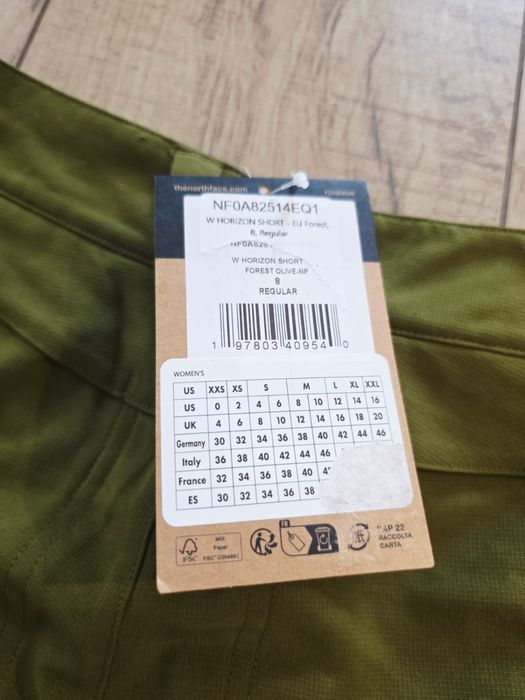 thenorthface.com
NF0A82514EQ1
W HORIZON SHORT - EU Forest,
8, Regular
W HORIZON SHORT
FOREST OLIVE-NP
8
REGULAR
1 97803 40954 0
WOMEN'S
US XXS XS S M L XL XXL
US 0 2 4 6 8 10 12 14 16
UK 4 6 8 10 12 14 16 18 20
Germany 30 32 34 36 38 40 42 44 46
Italy 36 38 40 42 44 46
France 32 34 36 38 40
ES 30 32 34 36 38
FSC
MIX
Paper
FR
PAP 22
RACCOLTA
CARTA